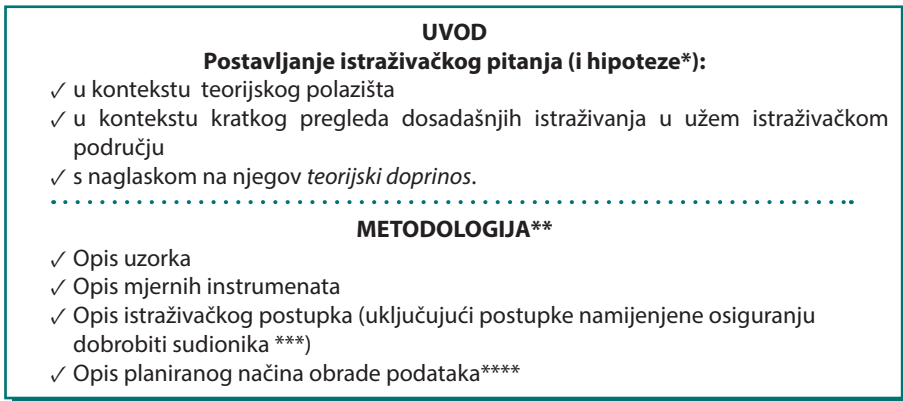 UVOD
Postavljanje istraživačkog pitanja (i hipoteze*):
✓ u kontekstu teorijskog polazišta
✓ u kontekstu kratkog pregleda dosadašnjih istraživanja u užem istraživačkom
području
✓ s naglaskom na njegov teorijski doprinos.
METODOLOGIJA**
✓ Opis uzorka
✓ Opis mjernih instrumenata
✓ Opis istraživačkog postupka (uključujući postupke namijenjene osiguranju
dobrobiti sudionika ***)
✓ Opis planiranog načina obrade podataka****